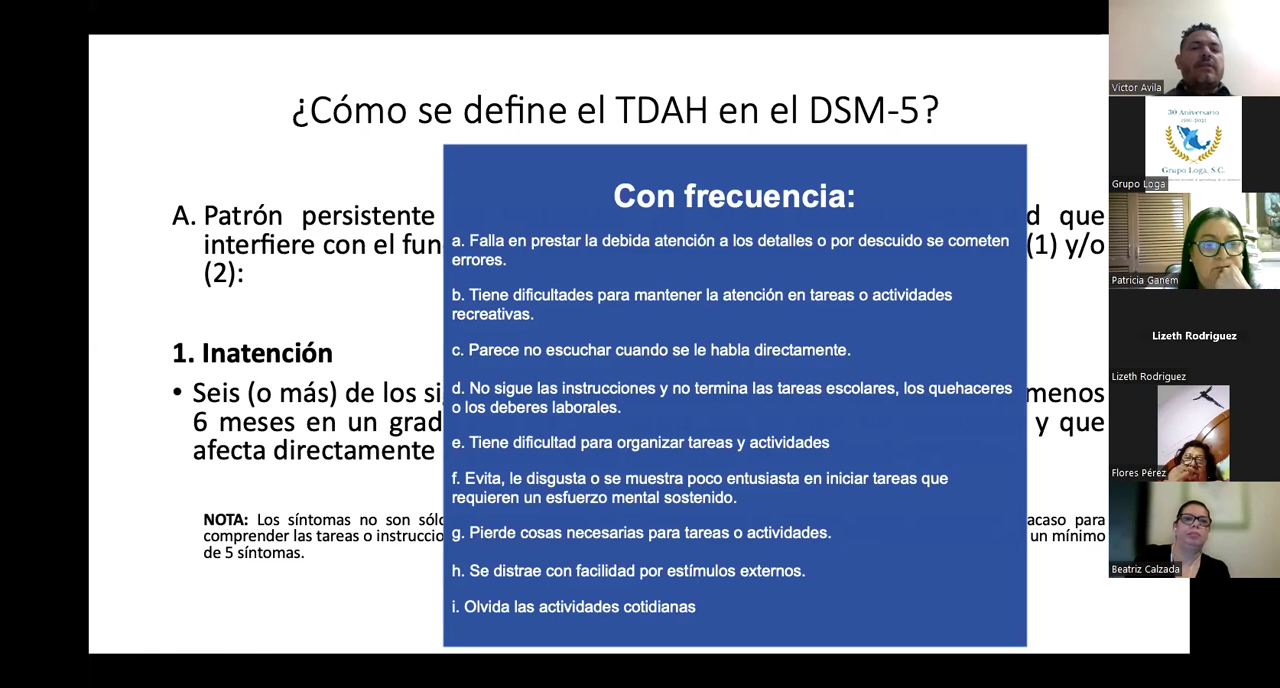 ¿Cómo se define el TDAH en el DSM-5?
A. Patrón persistente
d que
interfiere con el fun
(1) y/o
(2):
1. Inatención
• Seis (o más) de los si
menos
6 meses en un grad
y que
afecta directamente
NOTA: Los síntomas no son sólo
acaso para
comprender las tareas o instruccio
un mínimo
de 5 síntomas.
Con frecuencia:
a. Falla en prestar la debida atención a los detalles o por descuido se cometen
errores.
b. Tiene dificultades para mantener la atención en tareas o actividades
recreativas.
c. Parece no escuchar cuando se le habla directamente.
d. No sigue las instrucciones y no termina las tareas escolares, los quehaceres
o los deberes laborales.
e. Tiene dificultad para organizar tareas y actividades
f. Evita, le disgusta o se muestra poco entusiasta en iniciar tareas que
requieren un esfuerzo mental sostenido.
g. Pierde cosas necesarias para tareas o actividades.
h. Se distrae con facilidad por estímulos externos.
i. Olvida las actividades cotidianas
Victor Avila
30 Aniversario
Grupo Loga, S.C.
Grupo Loga
Patricia Ganem
Lizeth Rodriguez
Lizeth Rodriguez
Flores Pérez
Beatriz Calzada